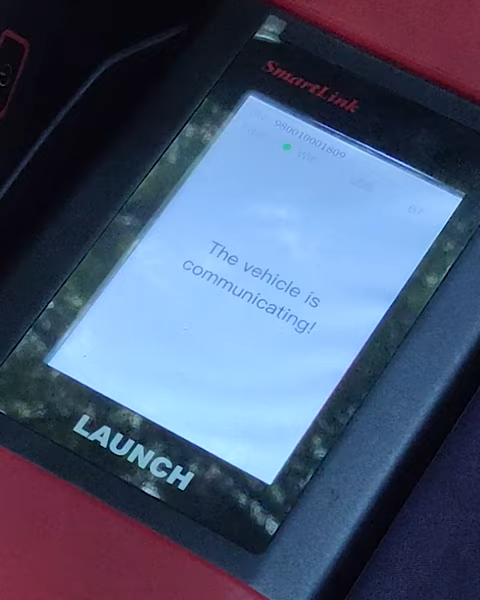 SmartLink
980010001809
The vehicle is
communicating!
LAUNCH